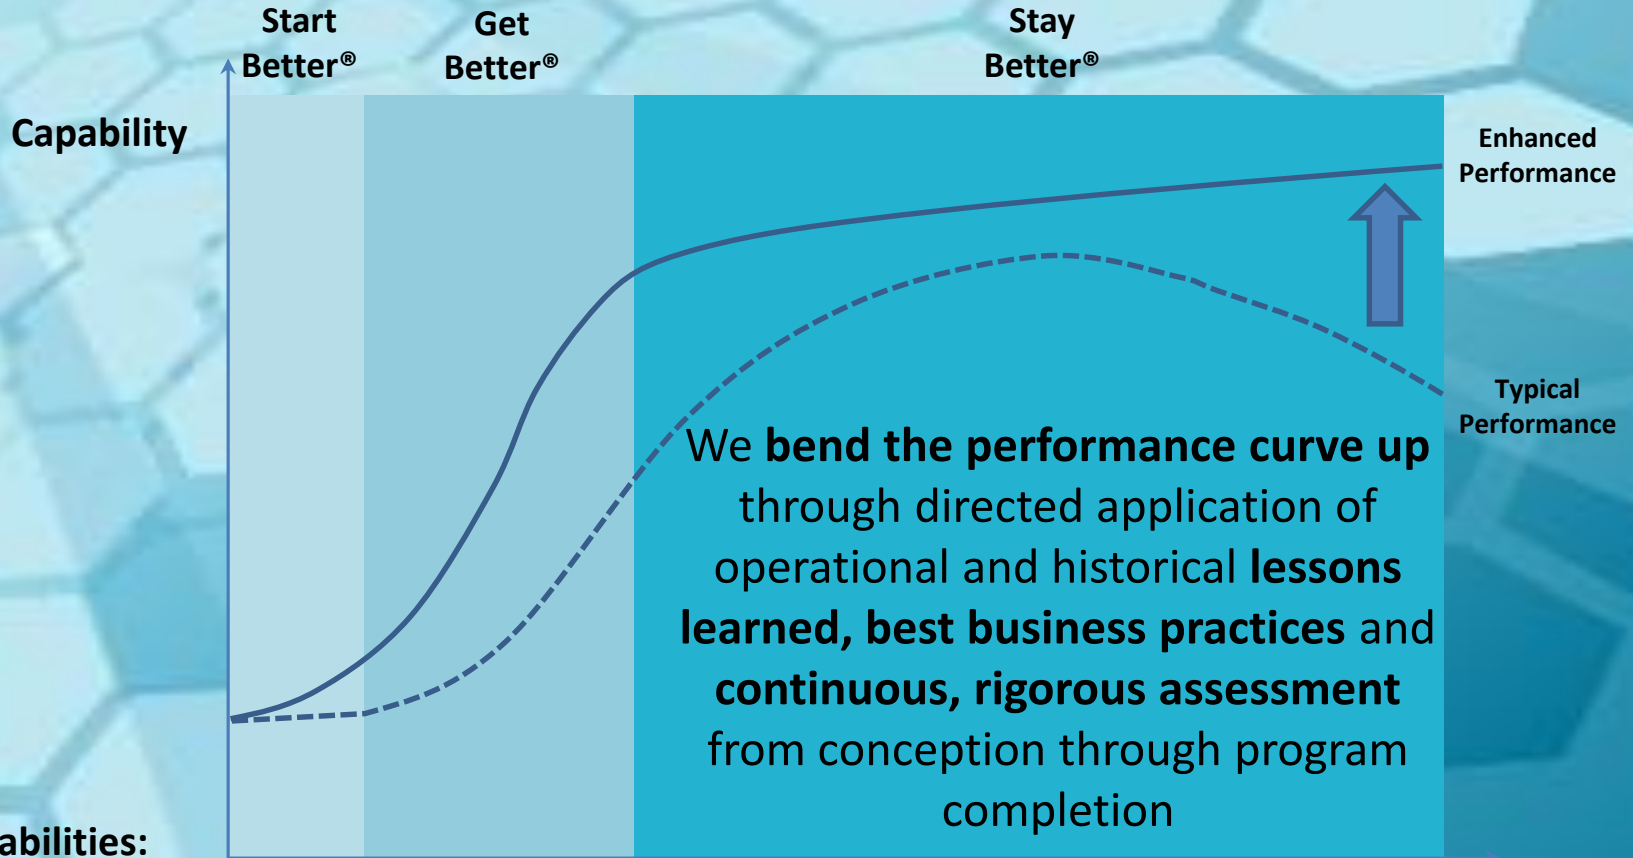 Start
Better®
Get
Better®
Stay
Better®
Capability
Enhanced
Performance
Typical
Performance
We bend the performance curve up
through directed application of
operational and historical lessons
learned, best business practices and
continuous, rigorous assessment
from conception through program
completion
abilities: